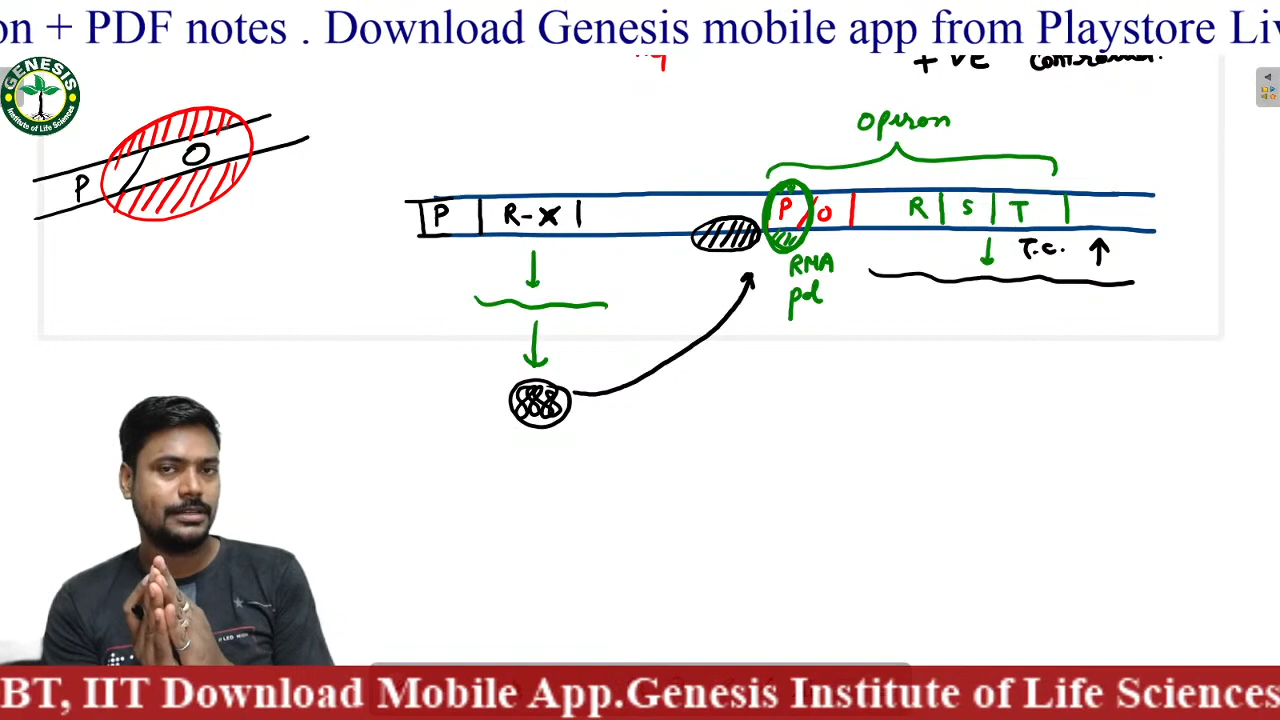 on + PDF notes . Download Genesis mobile app from Playstore Liv
GENESIS
Institute of Life Sciences
+ VE
Operon
P O
P R-X P O R S T
T.C. ↑
RNA
pol
BT, IIT Download Mobile App.Genesis Institute of Life Sciences